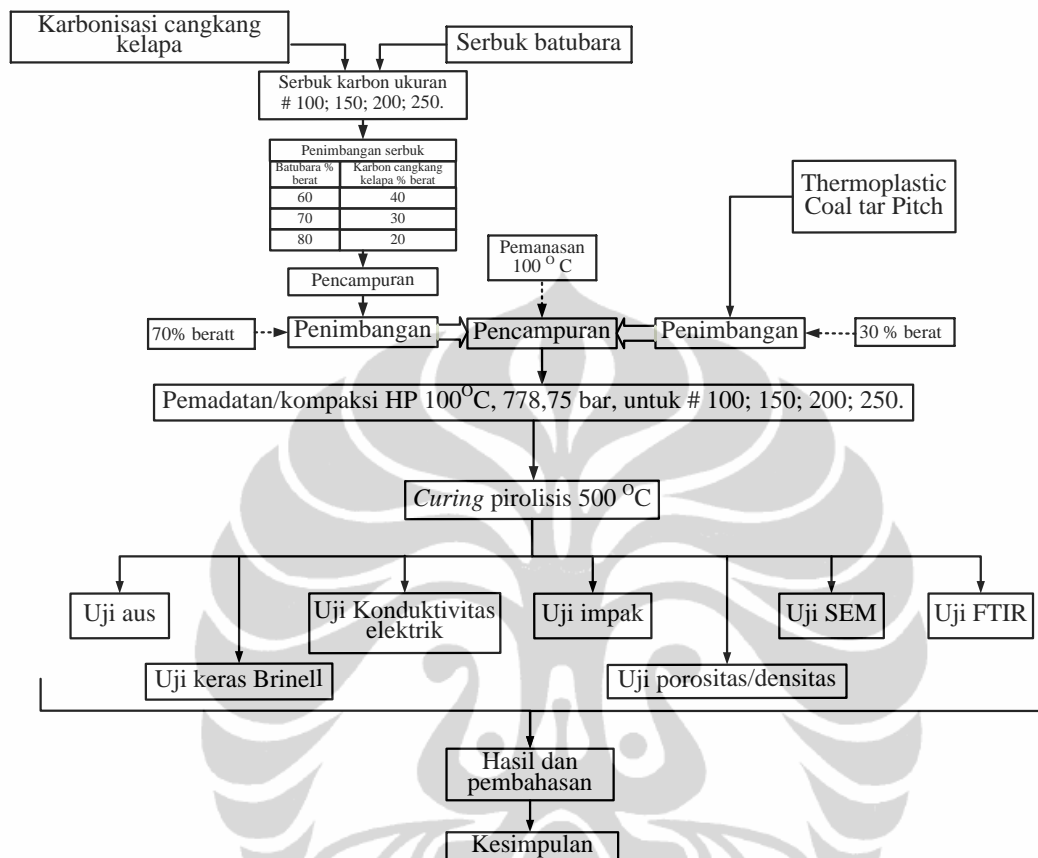 Karbonisasi cangkang
kelapa
Serbuk batubara
Serbuk karbon ukuran
# 100; 150; 200; 250.
Penimbangan serbuk
Batubara % berat
Karbon cangkang kelapa % berat
60 40
70 30
80 20
Thermoplastic
Coal tar Pitch
Pemanasan
100 ᴼ C
Pencampuran
70% beratt
Penimbangan
Pencampuran
Penimbangan
30 % berat
Pemadatan/kompaksi HP 100ᴼC, 778,75 bar, untuk # 100; 150; 200; 250.
Curing pirolisis 500 ᴼC
Uji aus
Uji Konduktivitas
elektrik
Uji impak
Uji SEM
Uji FTIR
Uji keras Brinell
Uji porositas/densitas
Hasil dan
pembahasan
Kesimpulan